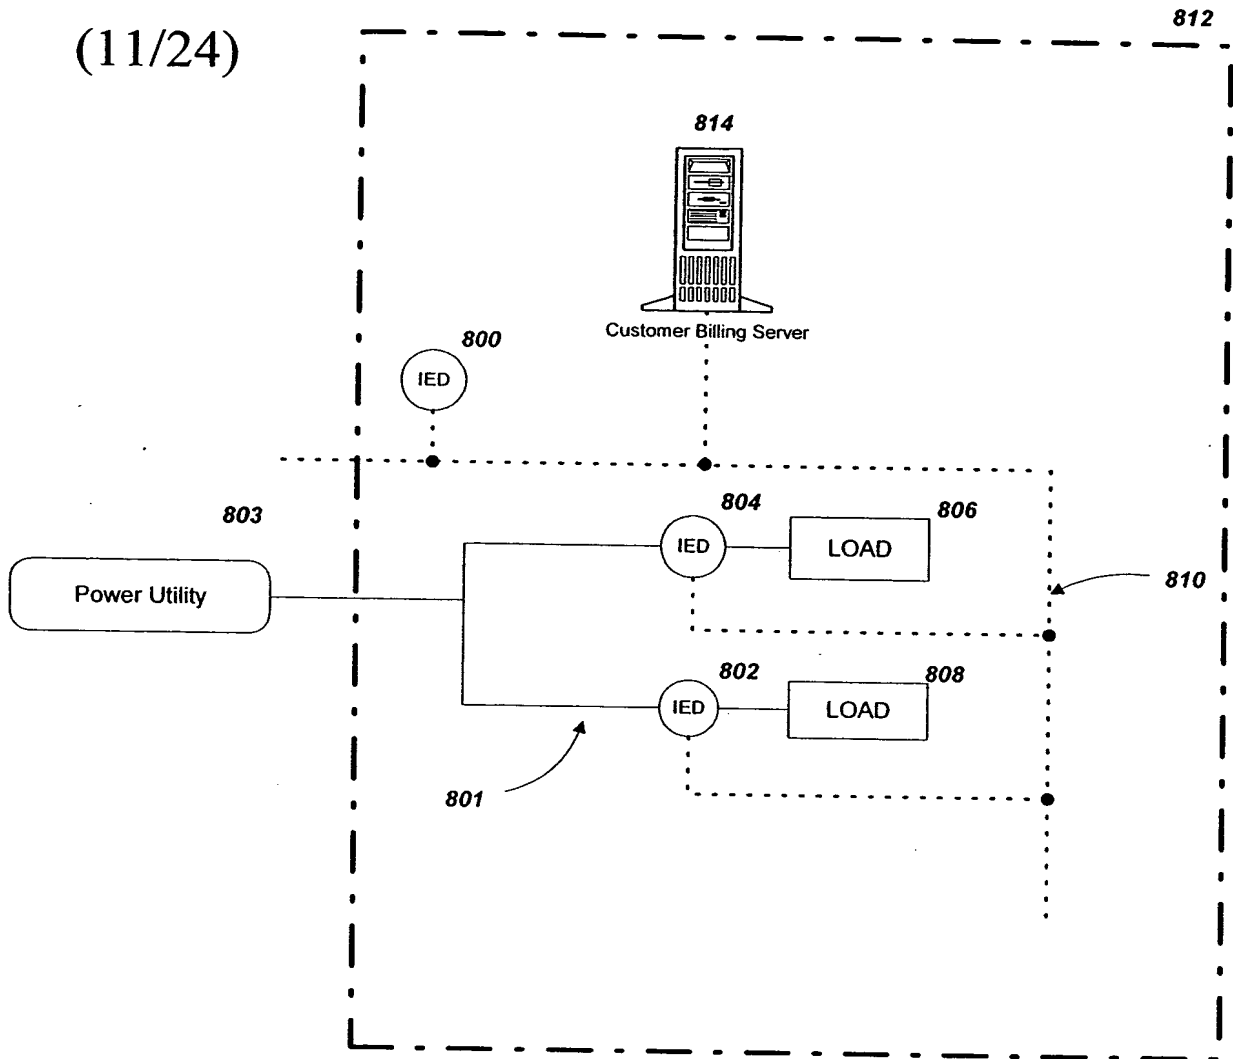 812
(11/24)
814
Customer Billing Server
800
IED
803
804
806
IED
LOAD
Power Utility
810
802
808
IED
LOAD
801